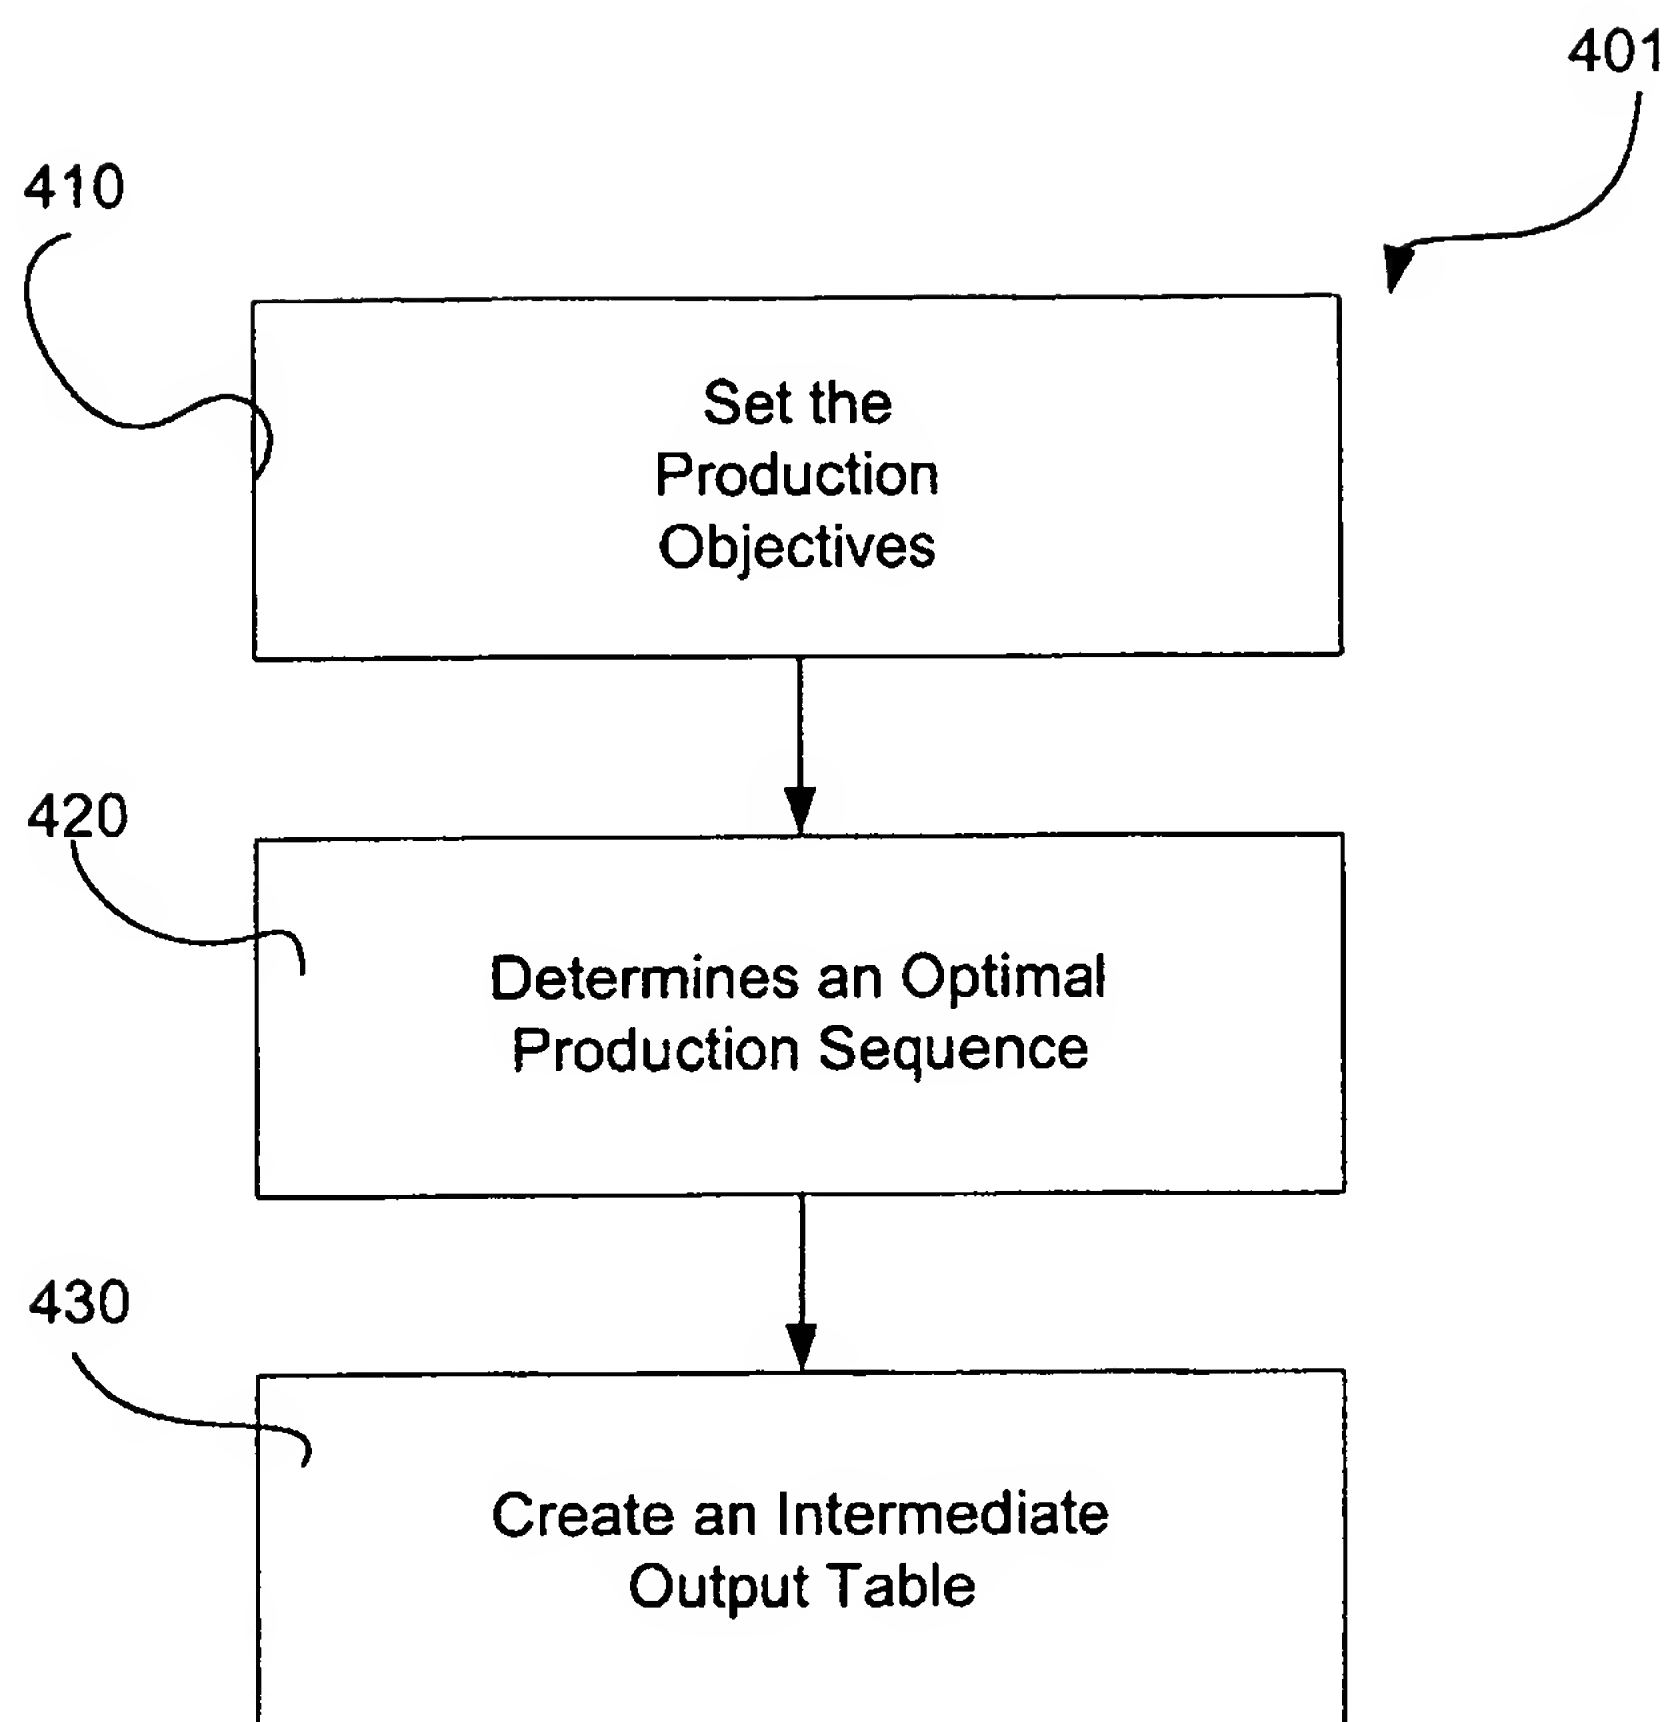 401
410
Set the
Production
Objectives
420
Determines an Optimal
Production Sequence
430
Create an Intermediate
Output Table